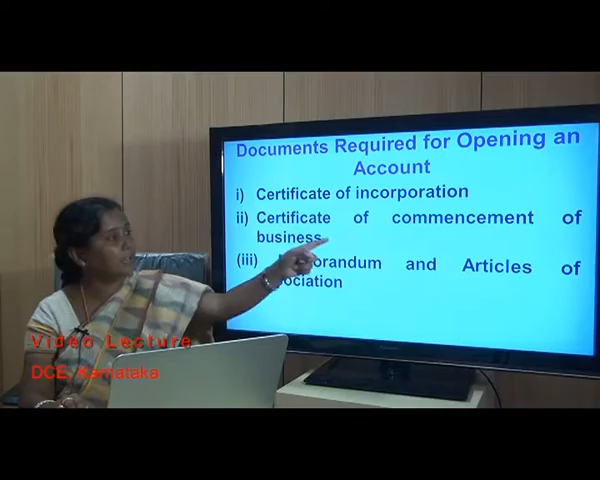 Documents Required for Opening an
Account
i) Certificate of incorporation
ii) Certificate of commencement of
business
(iii) and Articles of
Video Lecture
DCE, Karnataka